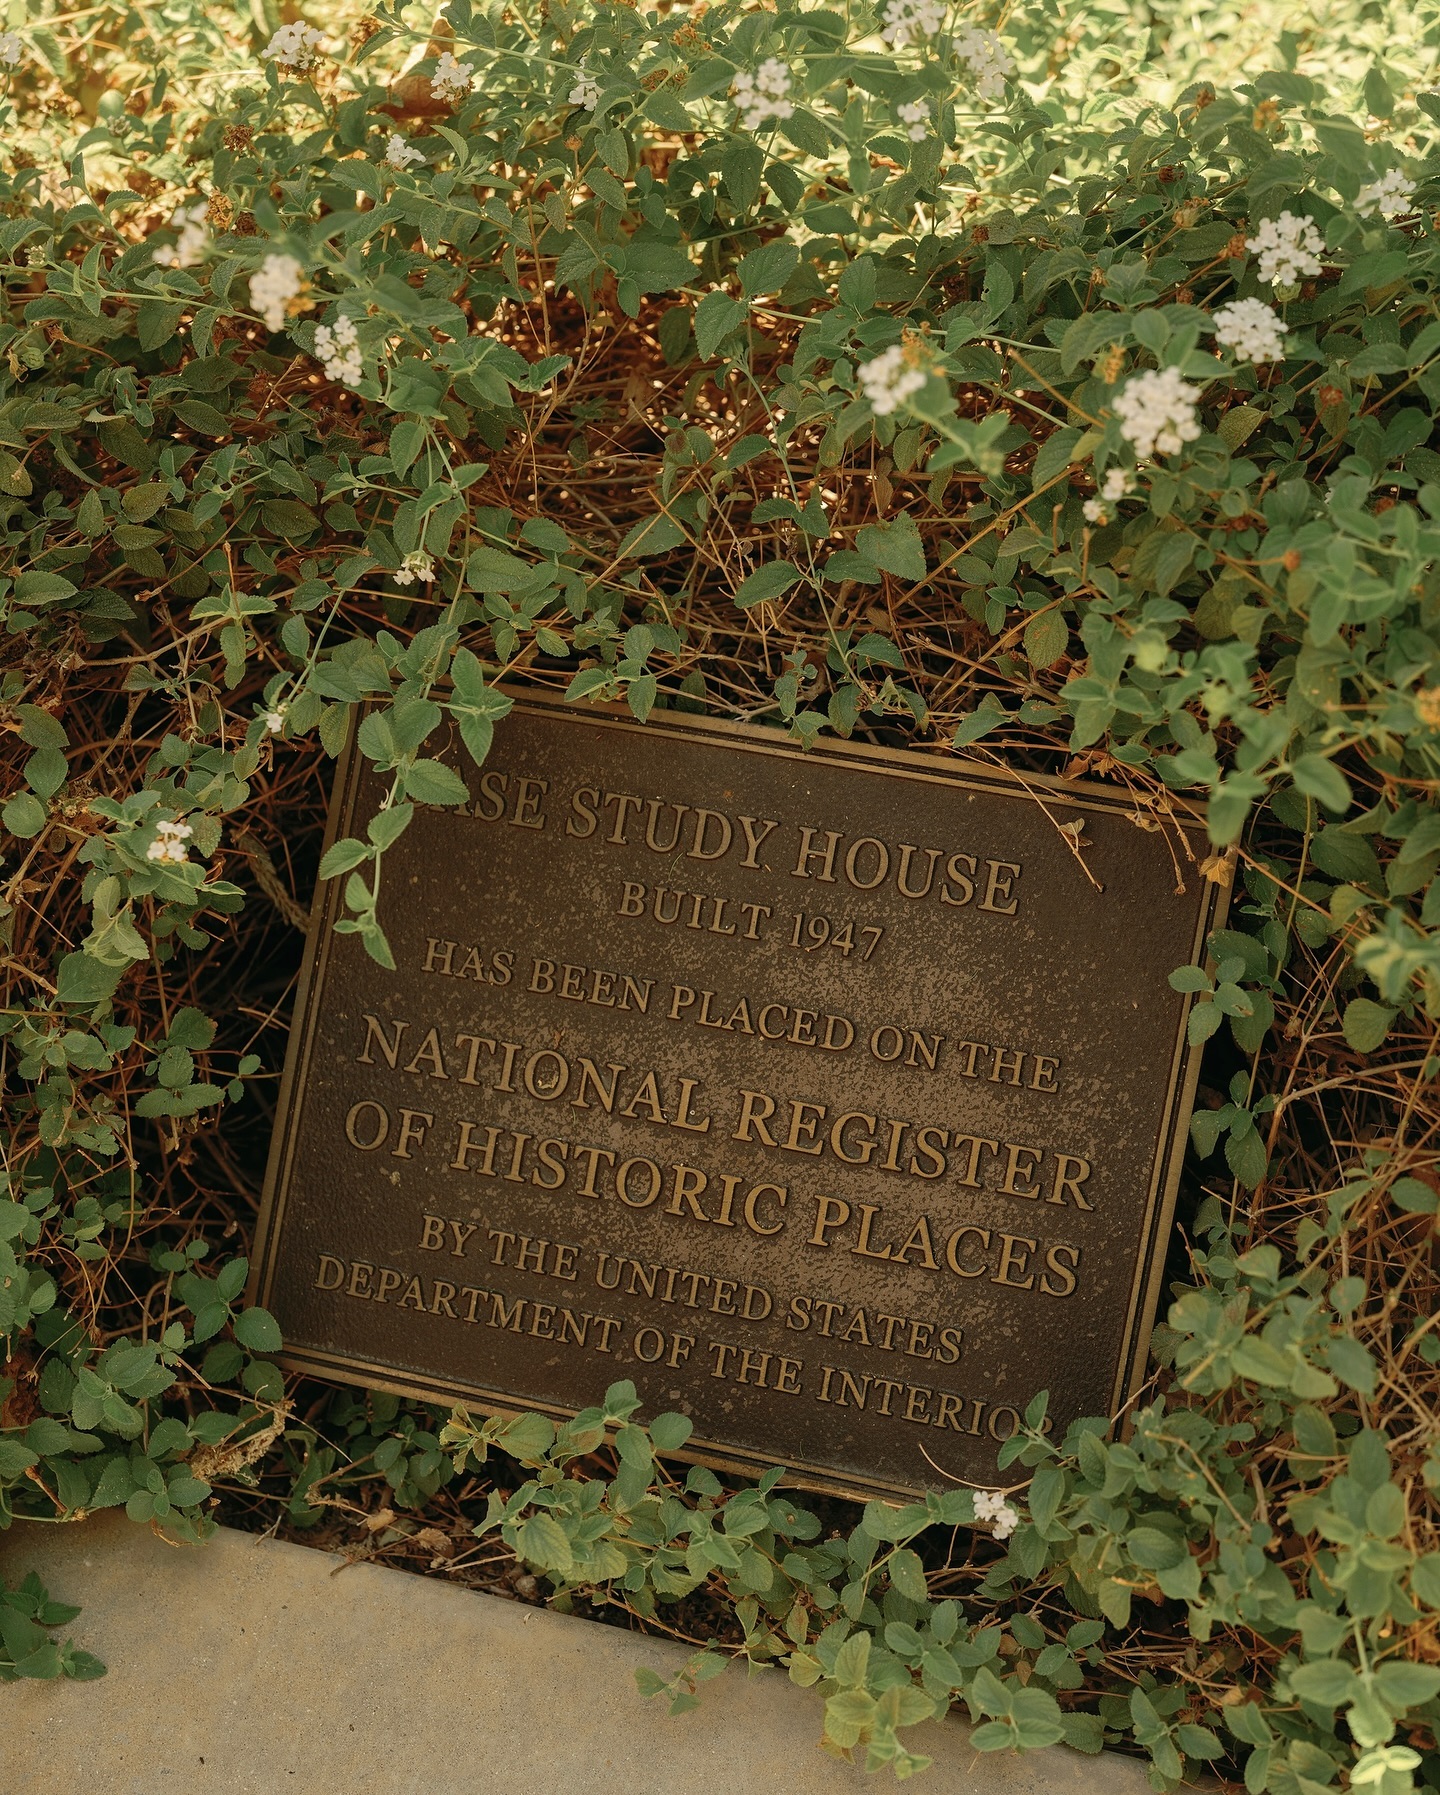 CASE STUDY HOUSE
BUILT 1947
HAS BEEN PLACED ON THE
NATIONAL REGISTER
OF HISTORIC PLACES
BY THE UNITED STATES
DEPARTMENT OF THE INTERIOR